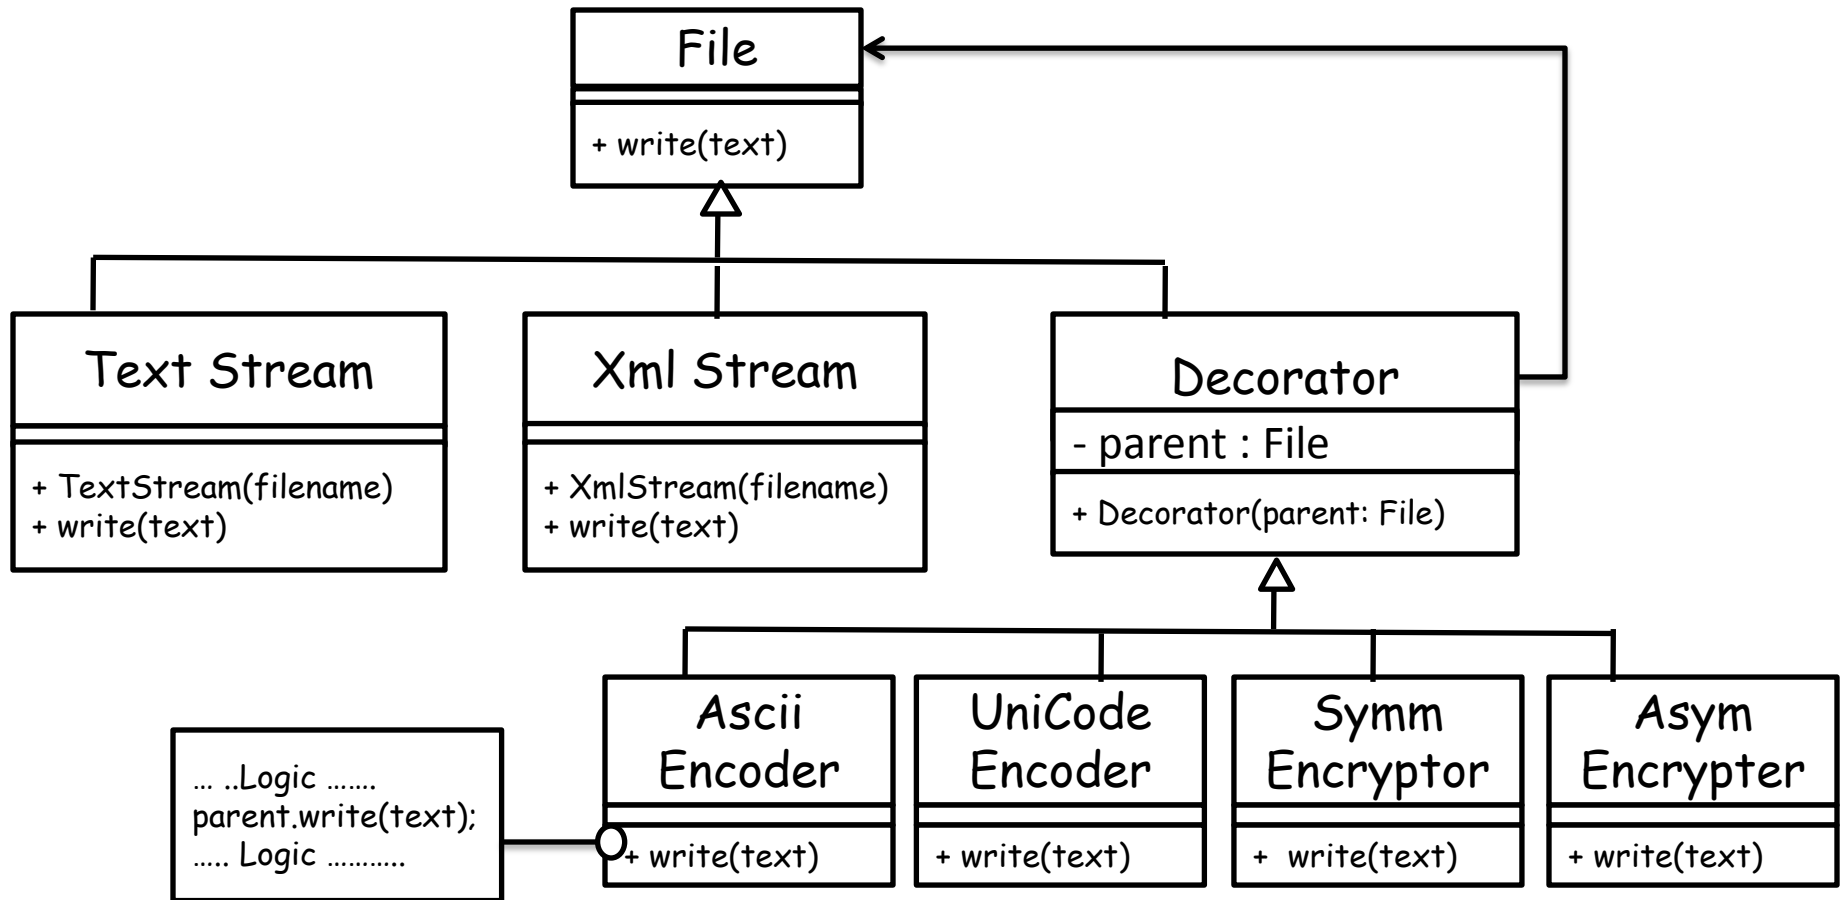 File
+ write(text)
Text Stream
+ TextStream(filename)
+ write(text)
Xml Stream
+ XmlStream(filename)
+ write(text)
Decorator
- parent : File
+ Decorator(parent: File)
… ..Logic …….
parent.write(text);
….. Logic ………..
Ascii
Encoder
+ write(text)
UniCode
Encoder
+ write(text)
Symm
Encryptor
+ write(text)
Asym
Encrypter
+ write(text)